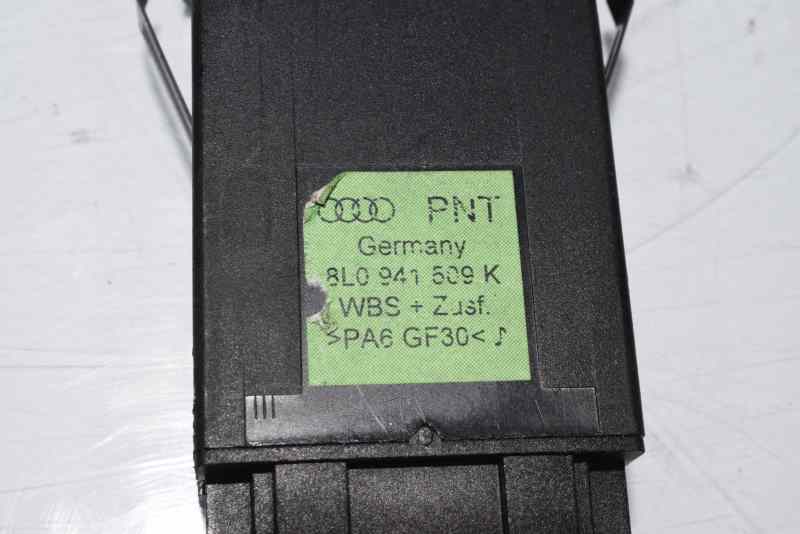 PNT
Germany
8L0 941 509 K
WBS + Zusf.
>PA6 GF30<